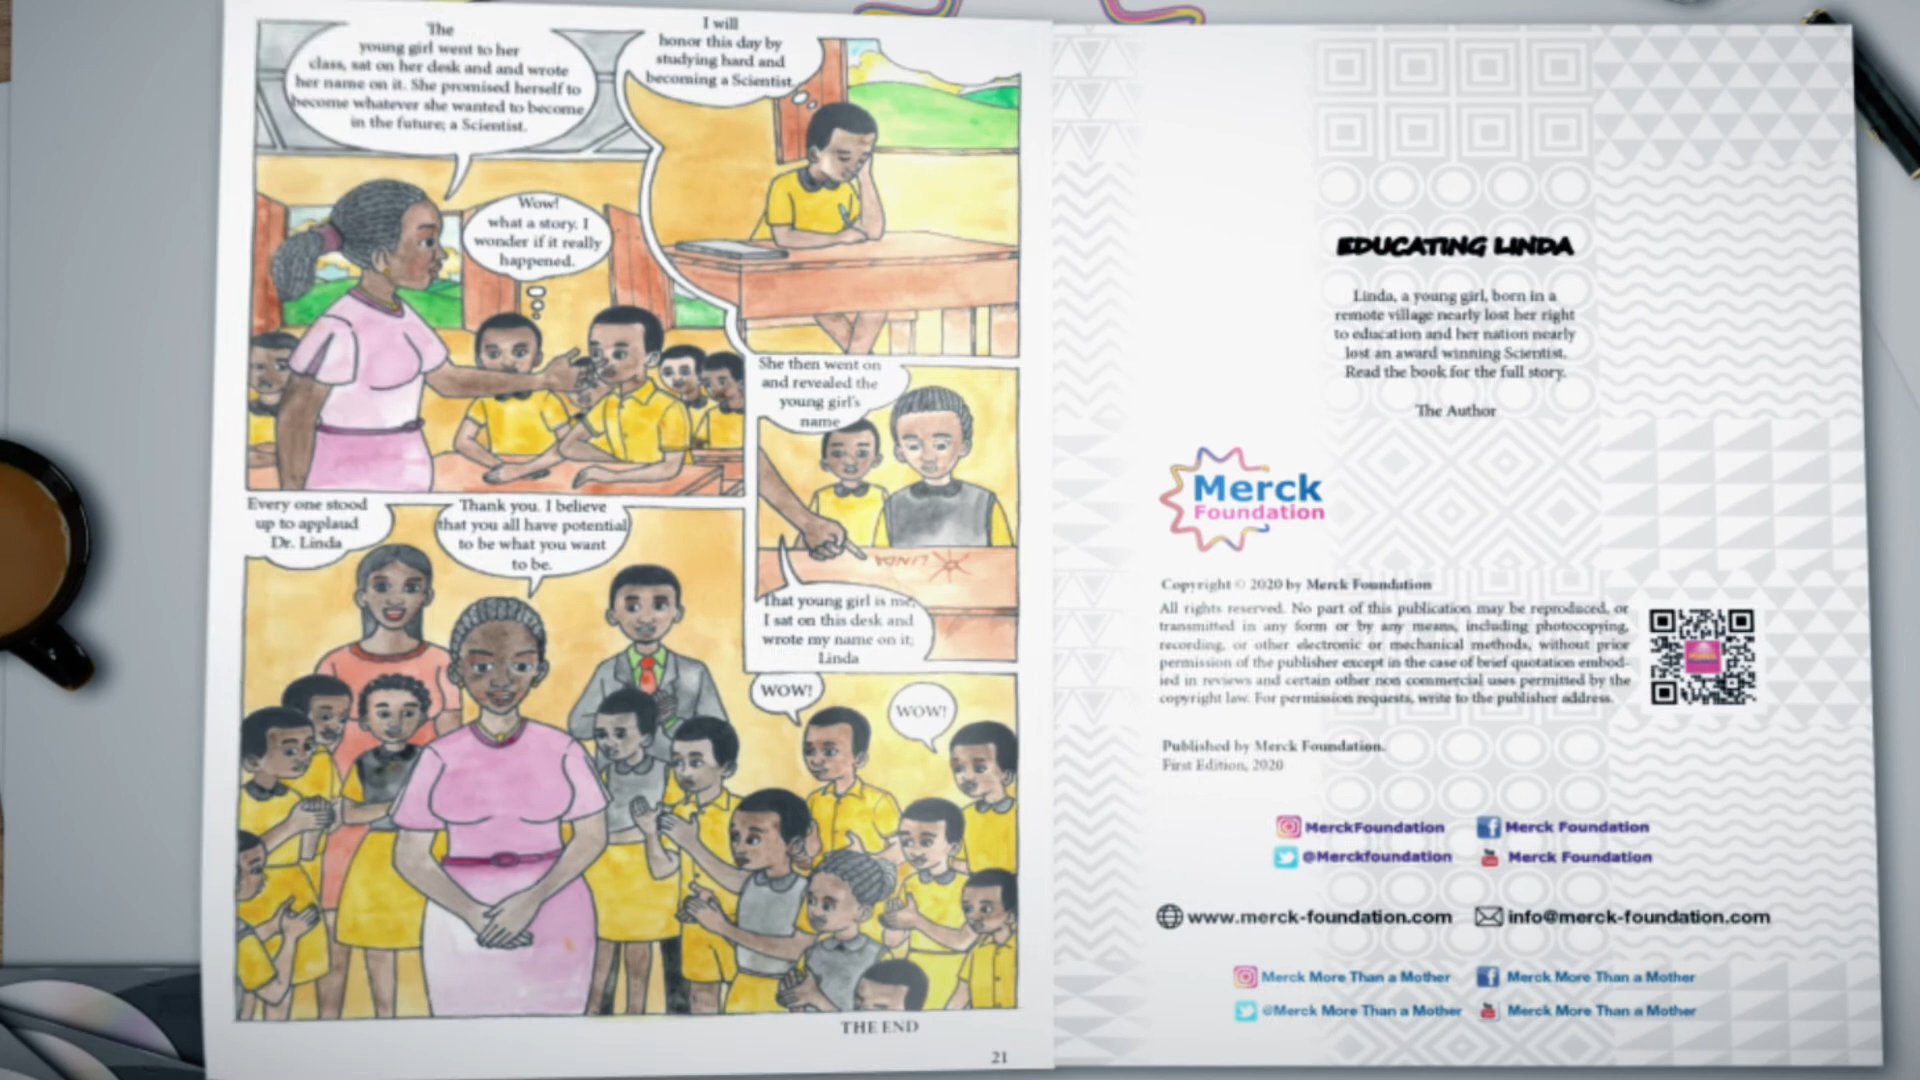 The
young girl went to her
class, sat on her desk and and wrote
her name on it. She promised herself to
become whatever she wanted to become
in the future; a Scientist.
I will
honor this day by
studying hard and
becoming a Scientist.
Wow!
what a story. I
wonder if it really
happened.
She then went on
and revealed the
young girl's
name
LINDA
That young girl is me,
I sat on this desk and
wrote my name on it;
Linda
Every one stood
up to applaud
Dr. Linda
Thank you. I believe
that you all have potential
to be what you want
to be.
WOW!
WOW!
THE END
21
EDUCATING LINDA
Linda, a young girl, born in a
remote village nearly lost her right
to education and her nation nearly
lost an award winning Scientist.
Read the book for the full story.
The Author
Merck
Foundation
Copyright © 2020 by Merck Foundation
All rights reserved. No part of this publication may be reproduced, or
transmitted in any form or by any means, including photocopying,
recording, or other electronic or mechanical methods, without prior
permission of the publisher except in the case of brief quotation embod-
ied in reviews and certain other non commercial uses permitted by the
copyright law. For permission requests, write to the publisher address.
Published by Merck Foundation.
First Edition, 2020
MerckFoundation
Merck Foundation
@Merckfoundation
Merck Foundation
www.merck-foundation.com
info@merck-foundation.com
Merck More Than a Mother
Merck More Than a Mother
@Merck More Than a Mother
Merck More Than a Mother